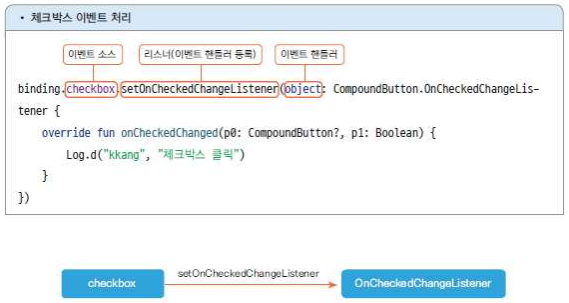 • 체크박스 이벤트 처리
이벤트 소스 리스너(이벤트 핸들러 등록) 이벤트 핸들러
binding.checkbox.setOnCheckedChangeListener(object: CompoundButton.OnCheckedChangeLis-
tener {
override fun onCheckedChanged(p0: CompoundButton?, p1: Boolean) {
Log.d("kkang", "체크박스 클릭")
}
})
checkbox setOnCheckedChangeListener OnCheckedChangeListener